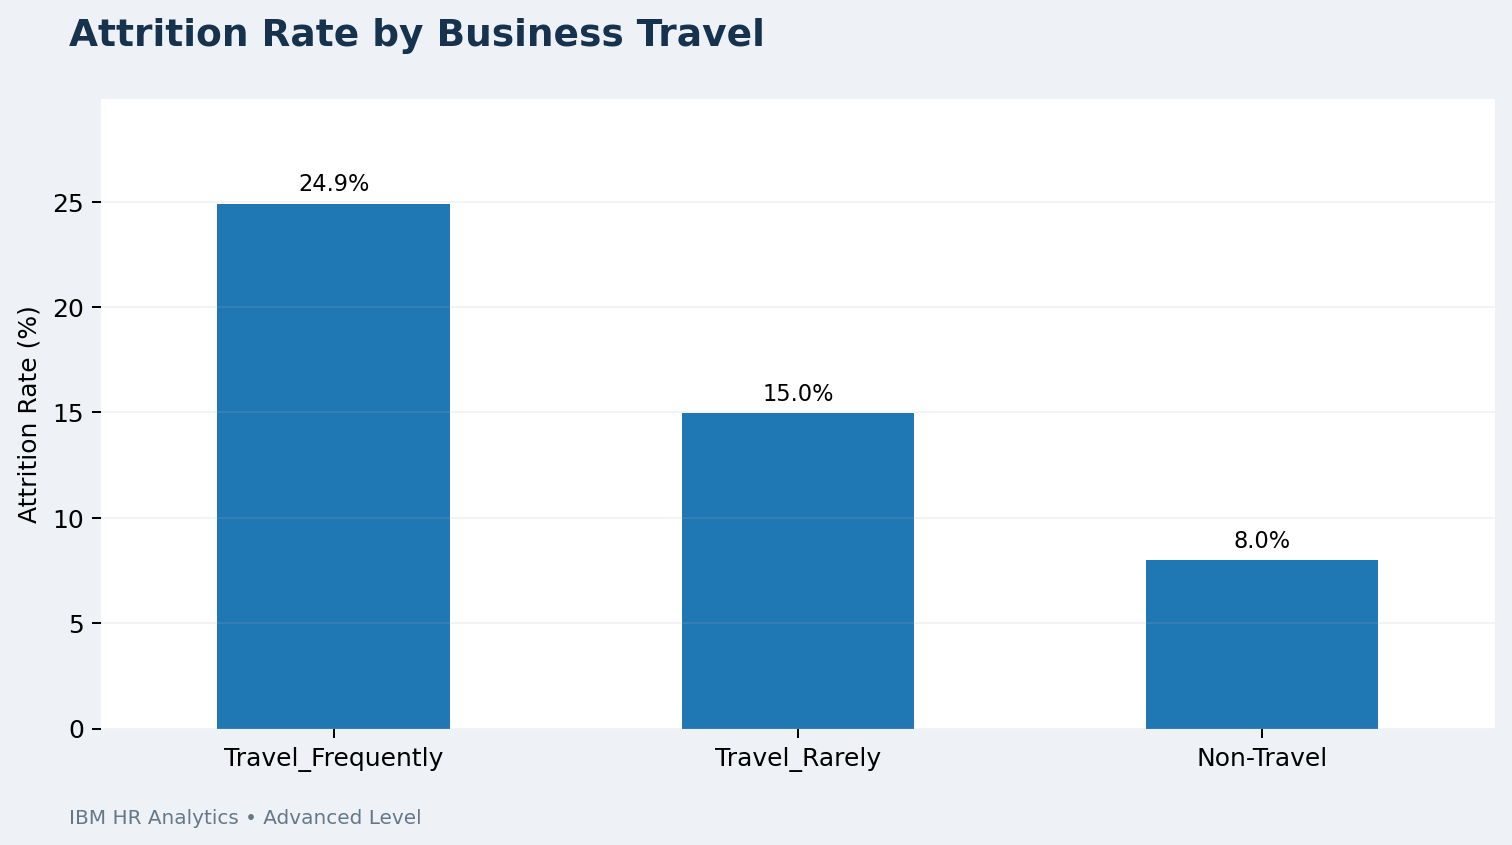 Attrition Rate by Business Travel
Attrition Rate (%)
25
20
15
10
5
0
24.9%
15.0%
8.0%
Travel_Frequently
Travel_Rarely
Non-Travel
IBM HR Analytics • Advanced Level